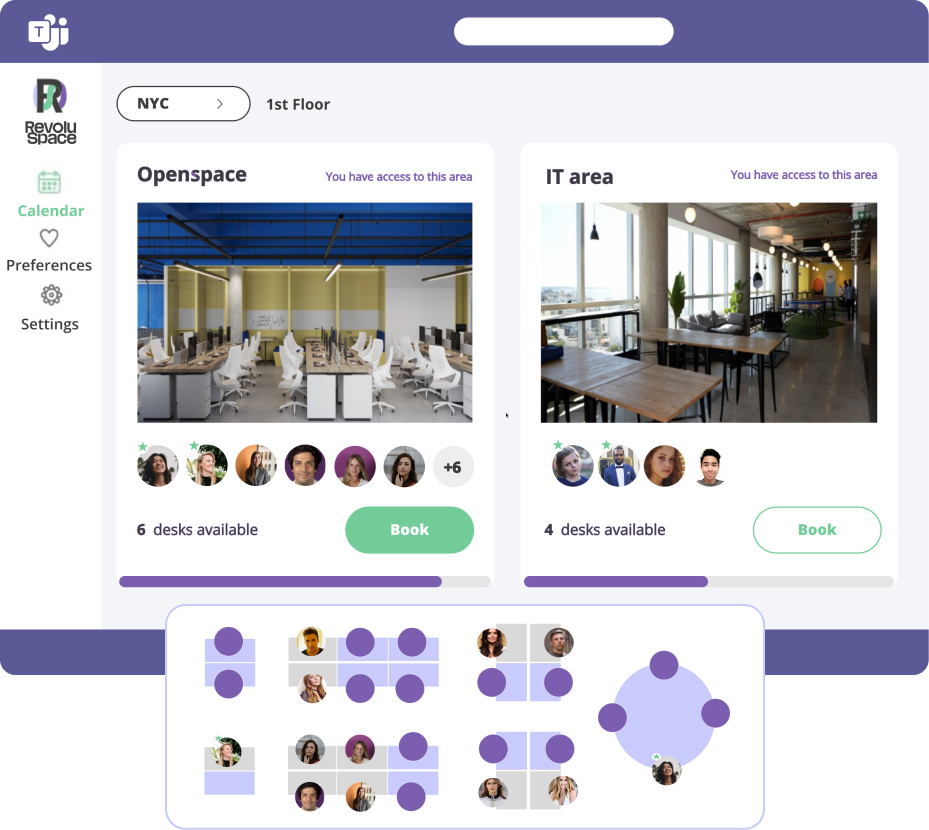 T
Revolu
Space
Calendar
Preferences
Settings
NYC
1st Floor
Openspace
You have access to this area
+6
6 desks available
Book
IT area
You have access to this area
4 desks available
Book